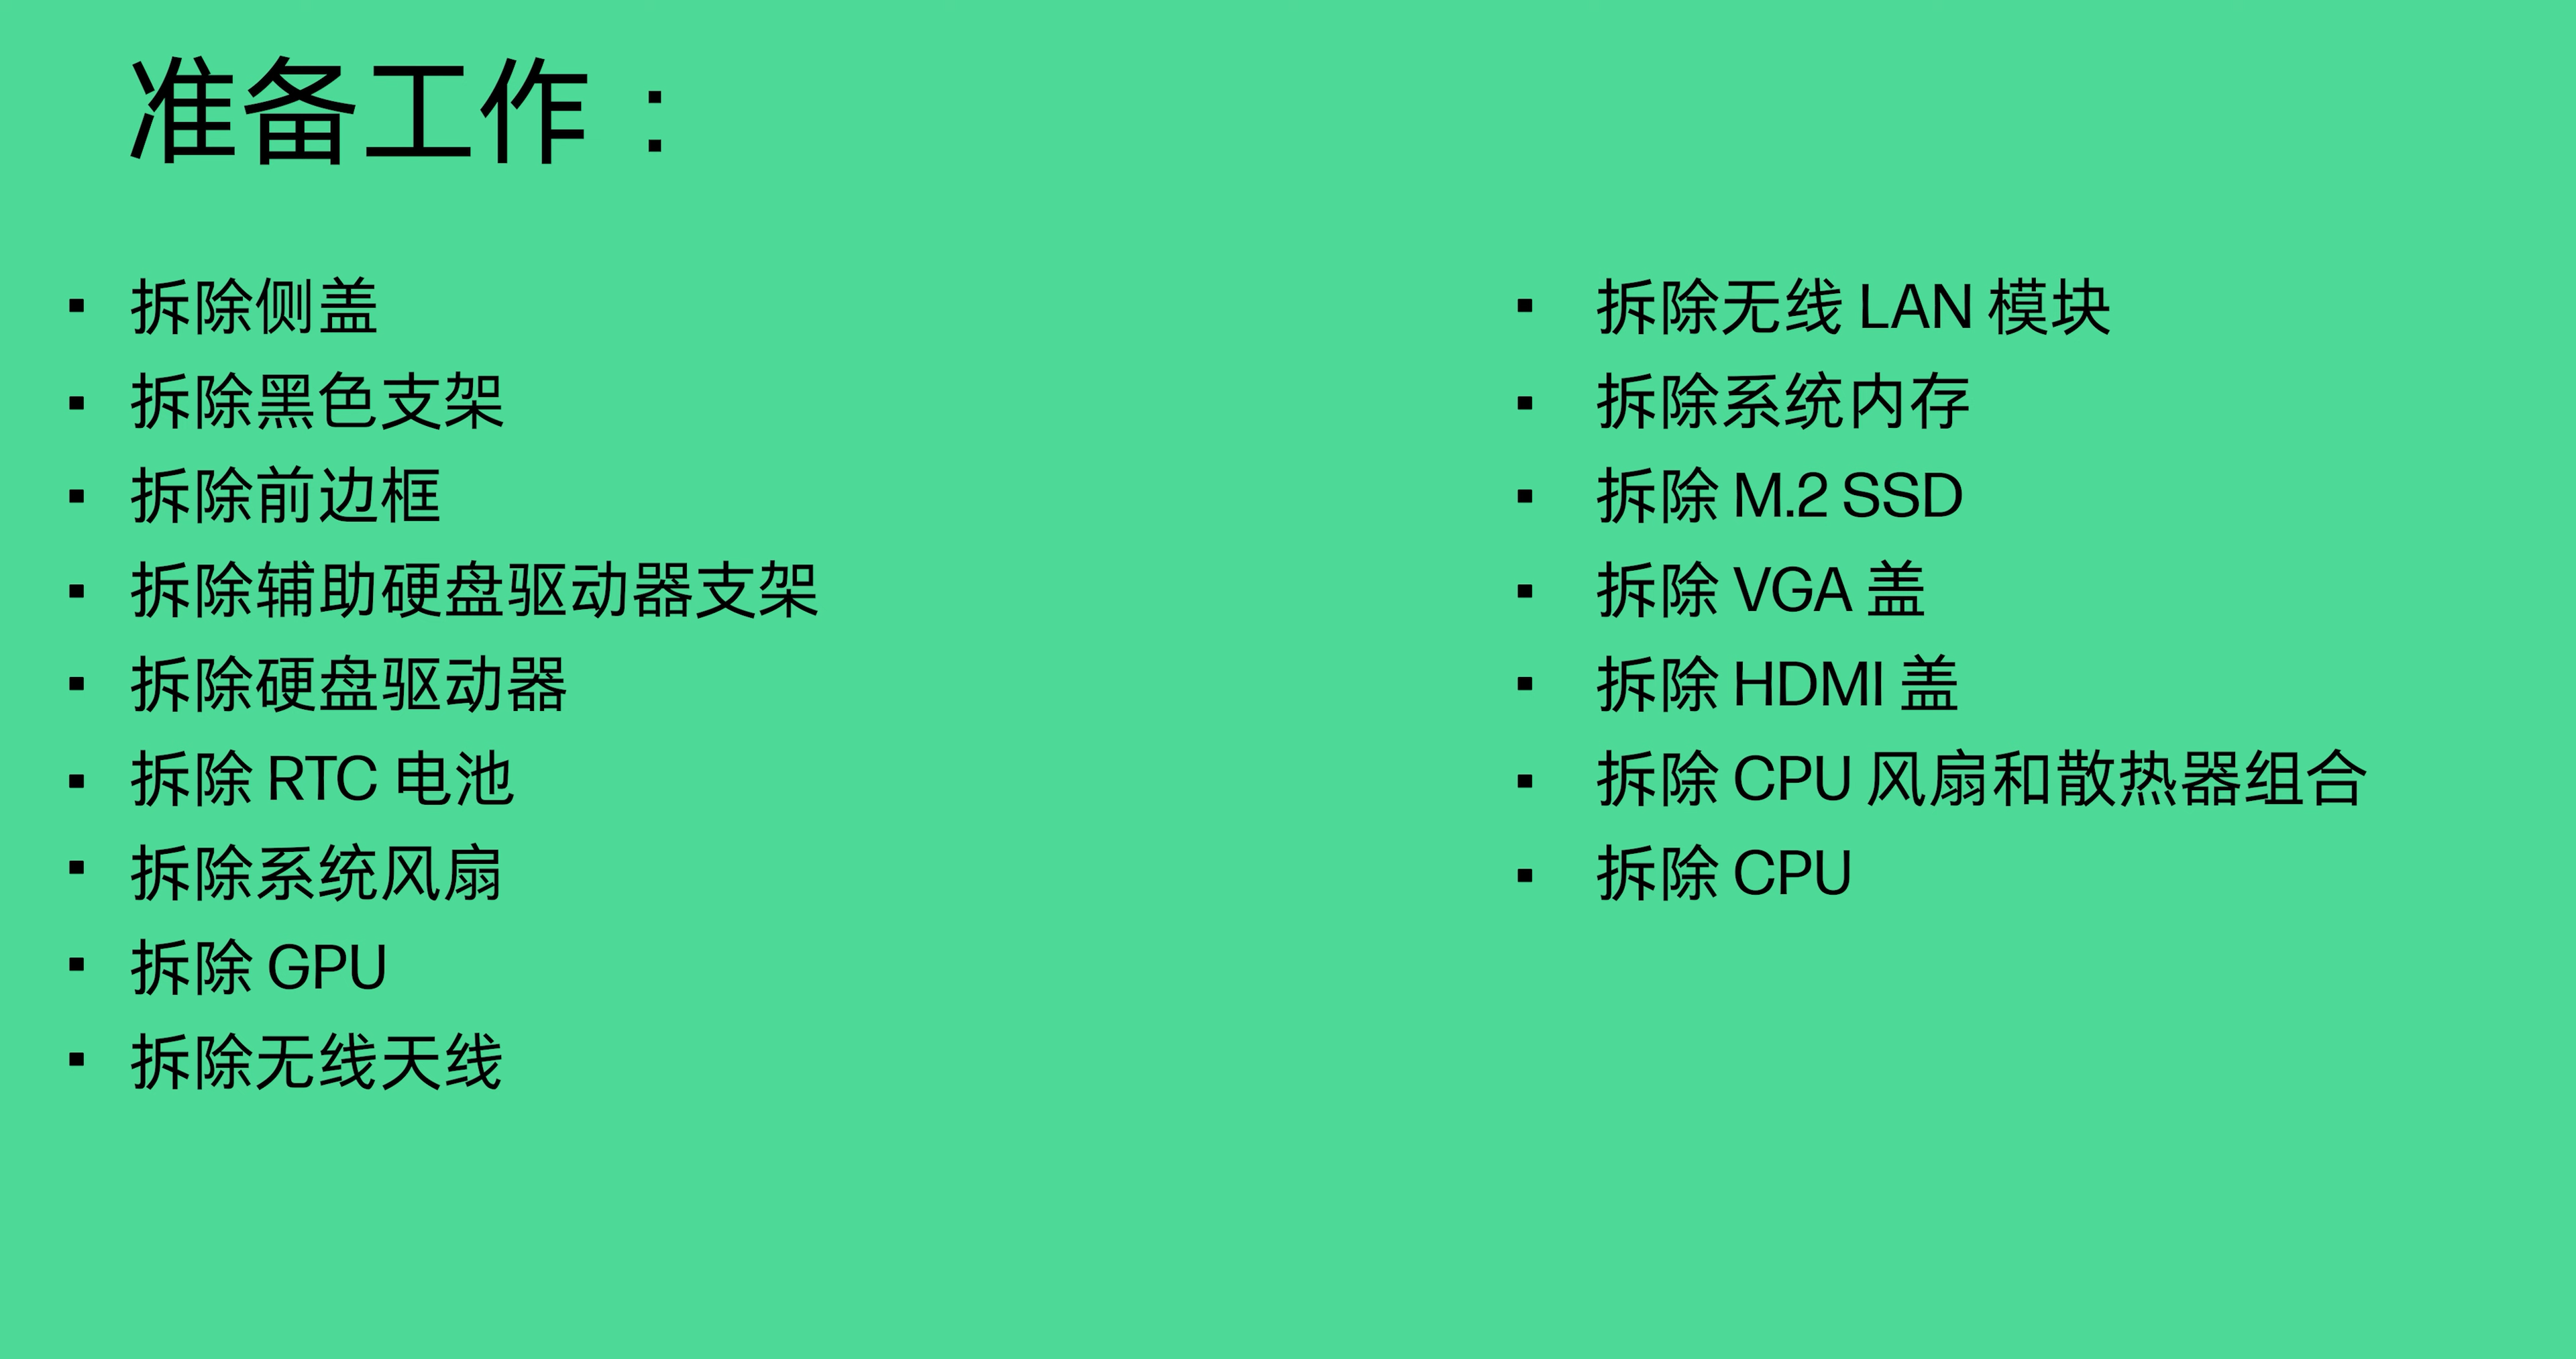 准备工作：
▪ 拆除侧盖
▪ 拆除黑色支架
▪ 拆除前边框
▪ 拆除辅助硬盘驱动器支架
▪ 拆除硬盘驱动器
▪ 拆除 RTC 电池
▪ 拆除系统风扇
▪ 拆除 GPU
▪ 拆除无线天线
▪ 拆除无线 LAN 模块
▪ 拆除系统内存
▪ 拆除 M.2 SSD
▪ 拆除 VGA 盖
▪ 拆除 HDMI 盖
▪ 拆除 CPU 风扇和散热器组合
▪ 拆除 CPU